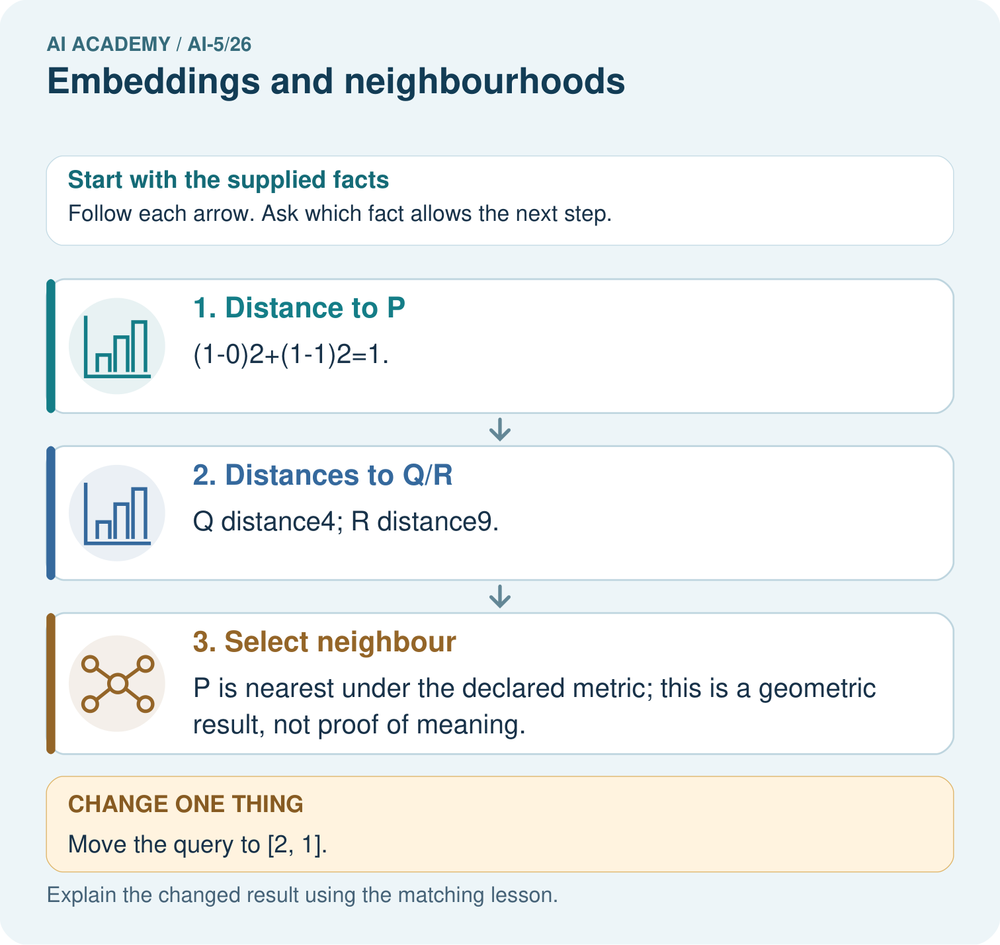 AI ACADEMY / AI-5/26
Embeddings and neighbourhoods
Start with the supplied facts
Follow each arrow. Ask which fact allows the next step.
1. Distance to P
(1-0)2+(1-1)2=1.
2. Distances to Q/R
Q distance4; R distance9.
3. Select neighbour
P is nearest under the declared metric; this is a geometric
result, not proof of meaning.
CHANGE ONE THING
Move the query to [2, 1].
Explain the changed result using the matching lesson.